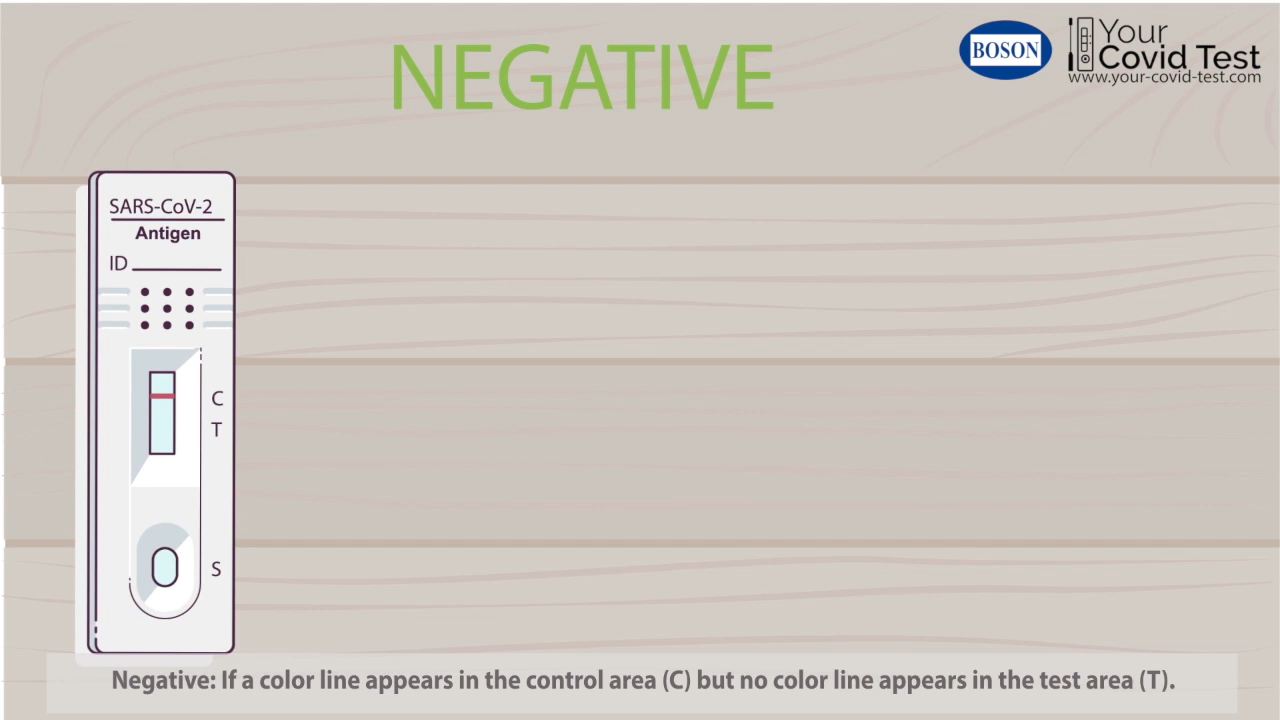 NEGATIVE
BOSON
Your
Covid Test
www.your-covid-test.com
SARS-CoV-2
Antigen
ID
C
T
S
Negative: If a color line appears in the control area (C) but no color line appears in the test area (T).